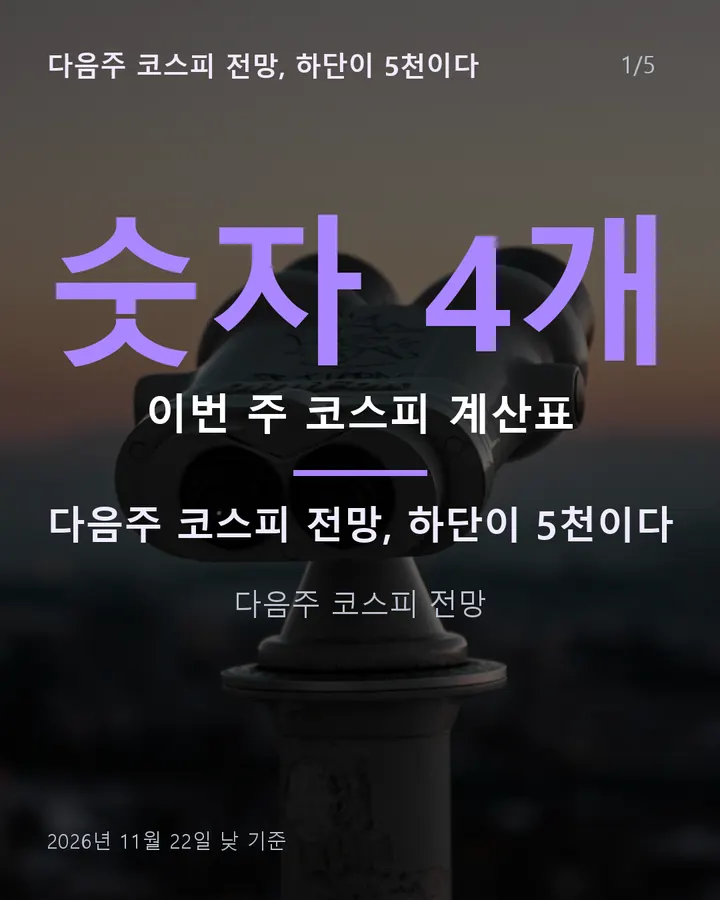 다음주 코스피 전망, 하단이 5천이다
1/5
숫자 4개
이번 주 코스피 계산표
다음주 코스피 전망, 하단이 5천이다
다음주 코스피 전망
2026년 11월 22일 낮 기준